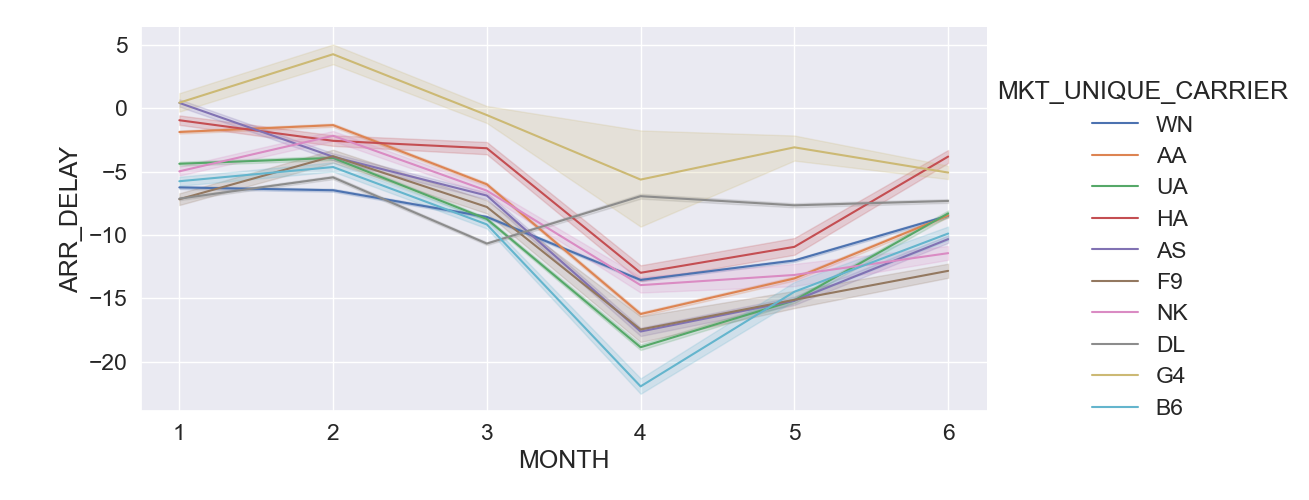 5
0
−5
−10
−15
−20
ARR_DELAY
1 2 3 4 5 6
MONTH
MKT_UNIQUE_CARRIER
WN
AA
UA
HA
AS
F9
NK
DL
G4
B6